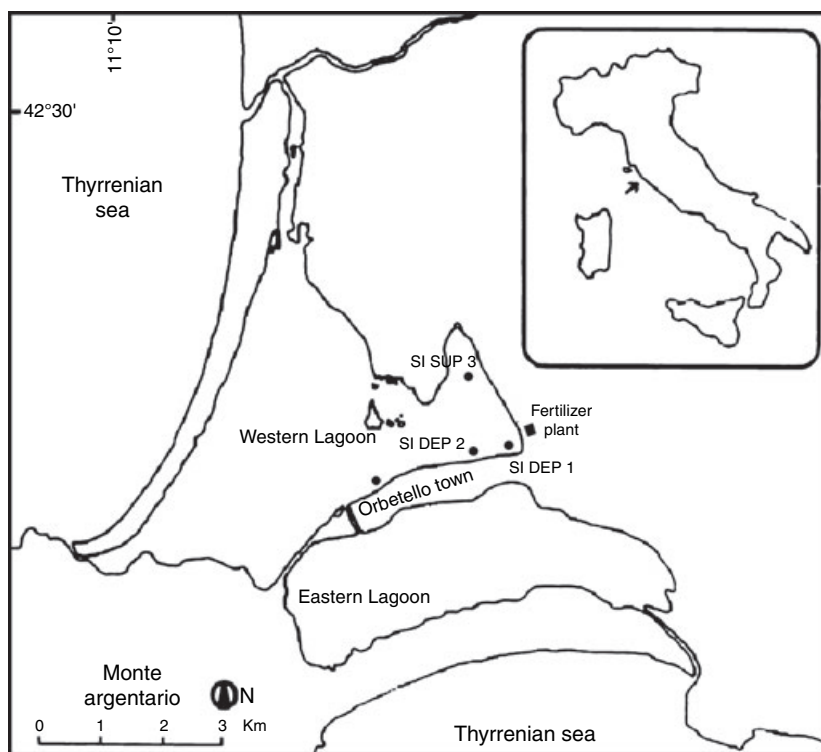 11°10'
42°30'
Thyrrenian
sea
SI SUP 3
Fertilizer
plant
Western Lagoon
SI DEP 2
SI DEP 1
Orbetello town
Eastern Lagoon
Monte
argentario
N
0 1 2 3 Km
Thyrrenian sea